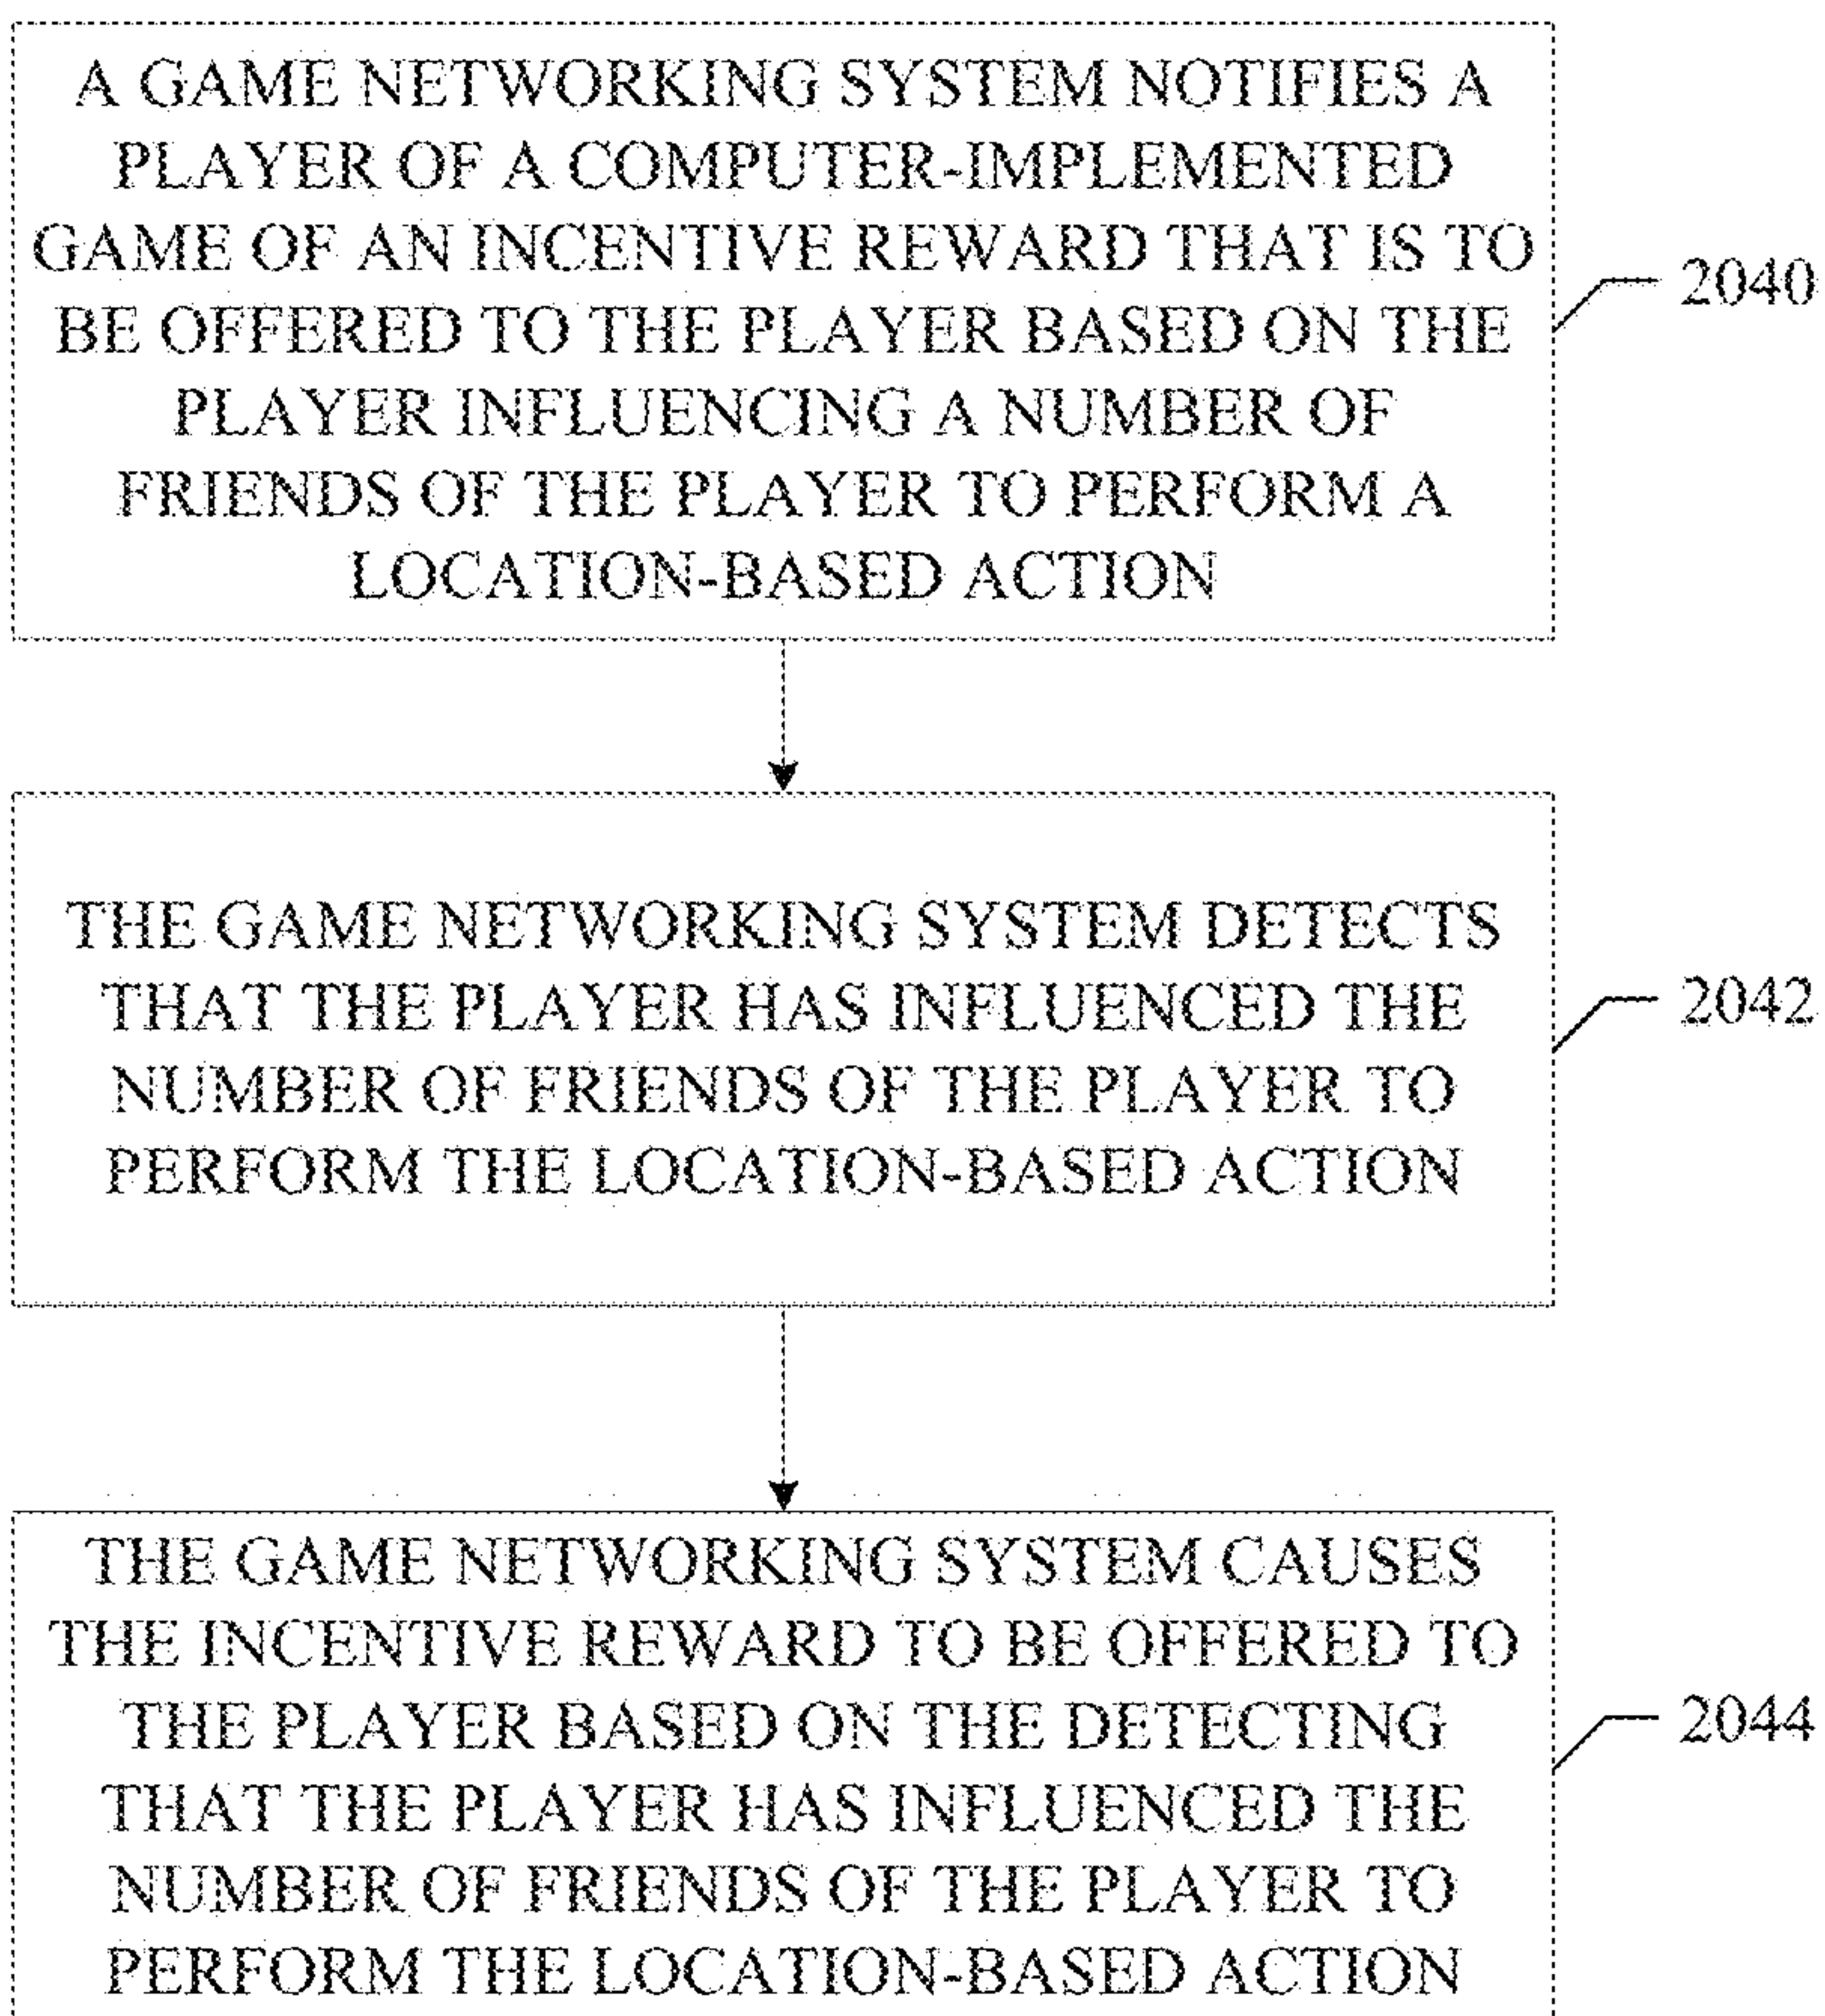 A GAME NETWORKING SYSTEM NOTIFIES A
PLAYER OF A COMPUTER-IMPLEMENTED
GAME OF AN INCENTIVE REWARD THAT IS TO
BE OFFERED TO THE PLAYER BASED ON THE
PLAYER INFLUENCING A NUMBER OF
FRIENDS OF THE PLAYER TO PERFORM A
LOCATION-BASED ACTION
2040
THE GAME NETWORKING SYSTEM DETECTS
THAT THE PLAYER HAS INFLUENCED THE
NUMBER OF FRIENDS OF THE PLAYER TO
PERFORM THE LOCATION-BASED ACTION
2042
THE GAME NETWORKING SYSTEM CAUSES
THE INCENTIVE REWARD TO BE OFFERED TO
THE PLAYER BASED ON THE DETECTING
THAT THE PLAYER HAS INFLUENCED THE
NUMBER OF FRIENDS OF THE PLAYER TO
PERFORM THE LOCATION-BASED ACTION
2044